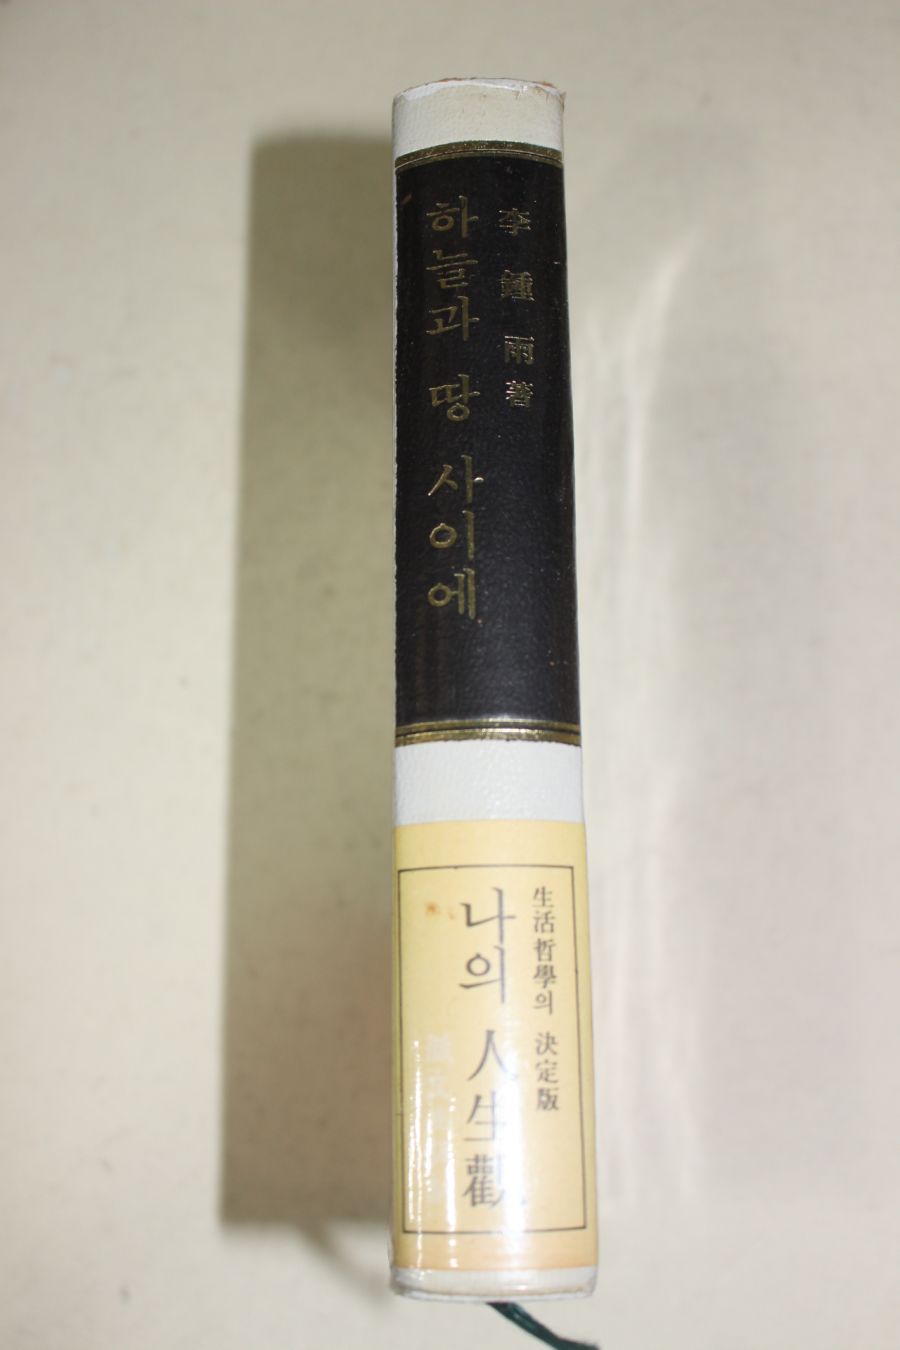 李鍾雨著
하늘과 땅 사이에
生活哲學의 決定版
나의 人生觀